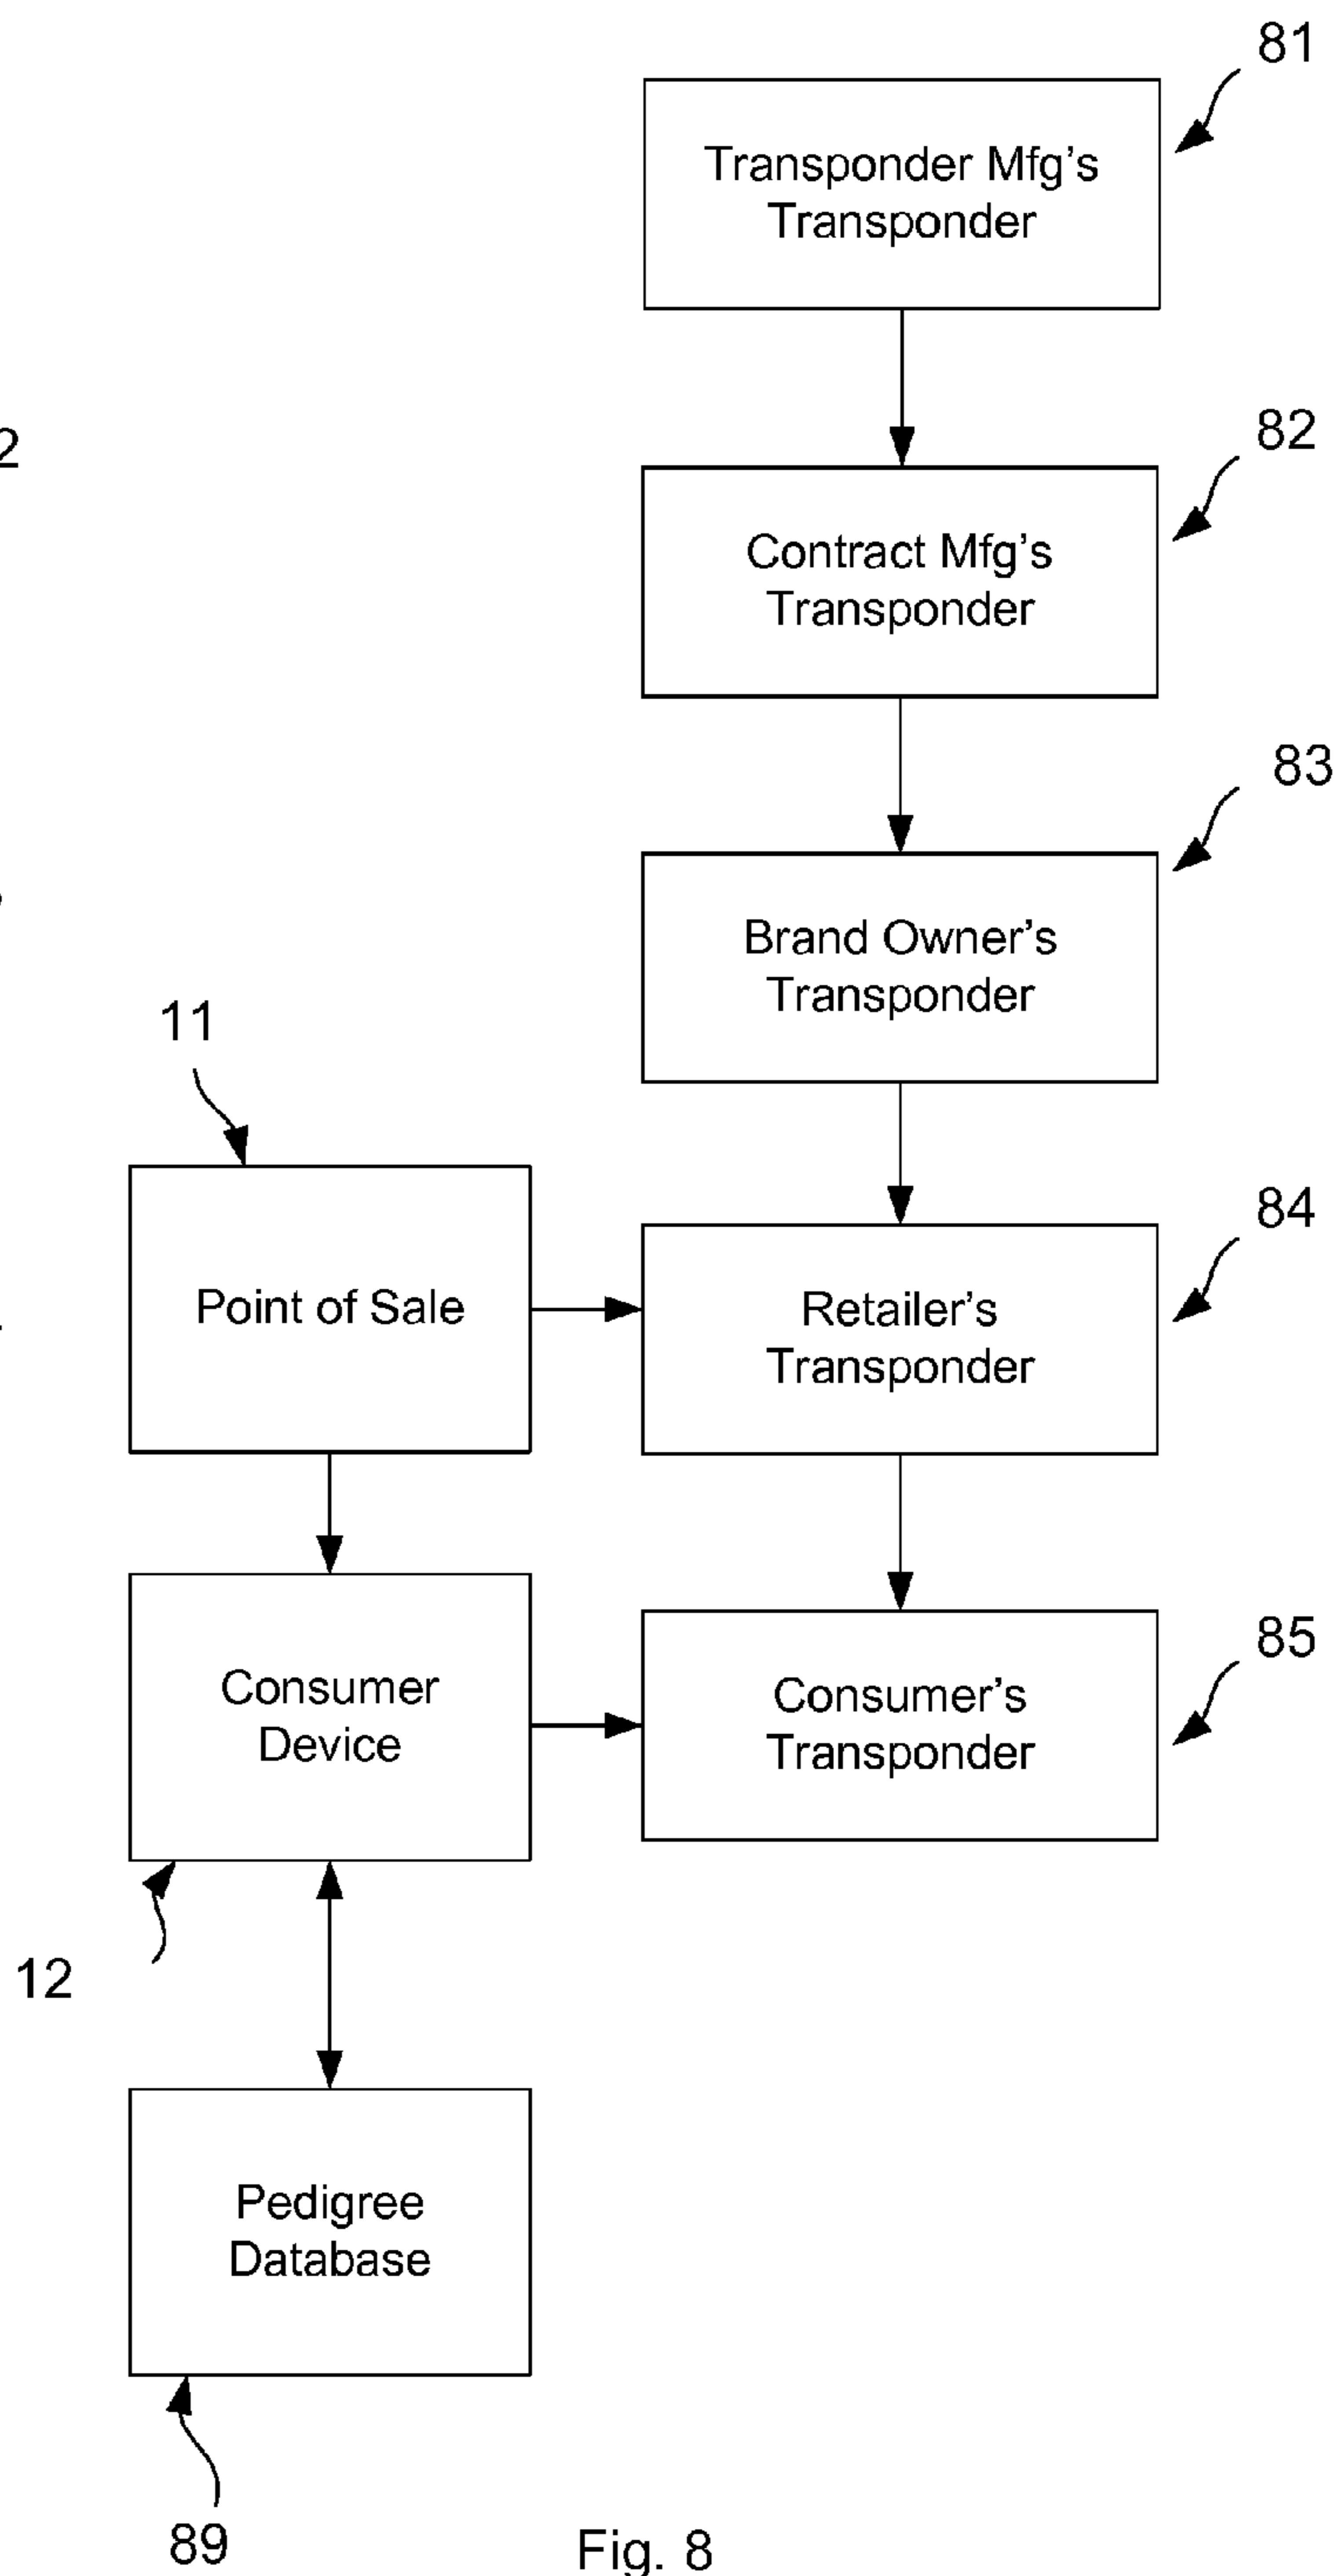 81
Transponder Mfg's
Transponder
82
2
Contract Mfg's
Transponder
83
Brand Owner's
Transponder
11
84
Point of Sale
Retailer's
Transponder
85
Consumer
Device
Consumer's
Transponder
12
Pedigree
Database
89
Fig. 8